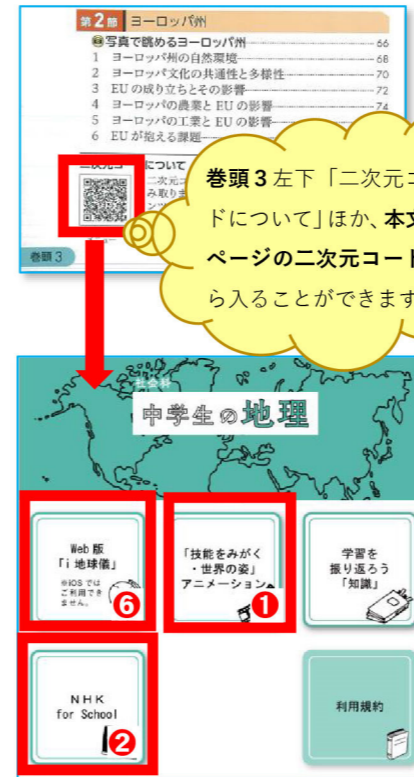 第2節 ヨーロッパ州
写真で眺めるヨーロッパ州 66
1 ヨーロッパ州の自然環境 68
2 ヨーロッパ文化の共通性と多様性 70
3 EUの成り立ちとその影響 72
4 ヨーロッパの農業とEUの影響 74
5 ヨーロッパの工業とEUの影響
6 EUが抱える課題
について
巻頭3
巻頭3左下「二次元コ
ドについて」ほか、本文
ページの二次元コード
ら入ることができます
社会科
中学生の地理
Web版
「i地球儀」
※iOSでは
ご利用でき
ません。
❻
「技能をみがく
・世界の姿」
アニメーション
❶
学習を
振り返ろう
「知識」
NHK
for School
❷
利用規約